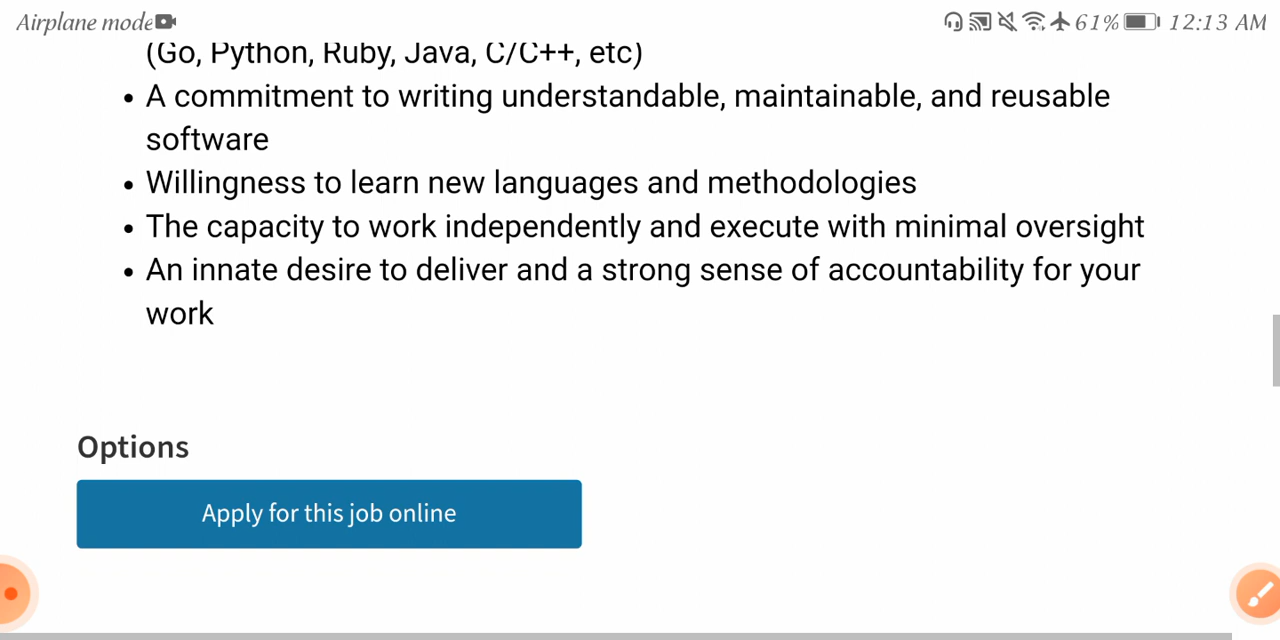 Airplane mode 61% 12:13 AM
(Go, Python, Ruby, Java, C/C++, etc)
• A commitment to writing understandable, maintainable, and reusable
software
• Willingness to learn new languages and methodologies
• The capacity to work independently and execute with minimal oversight
• An innate desire to deliver and a strong sense of accountability for your
work
Options
Apply for this job online